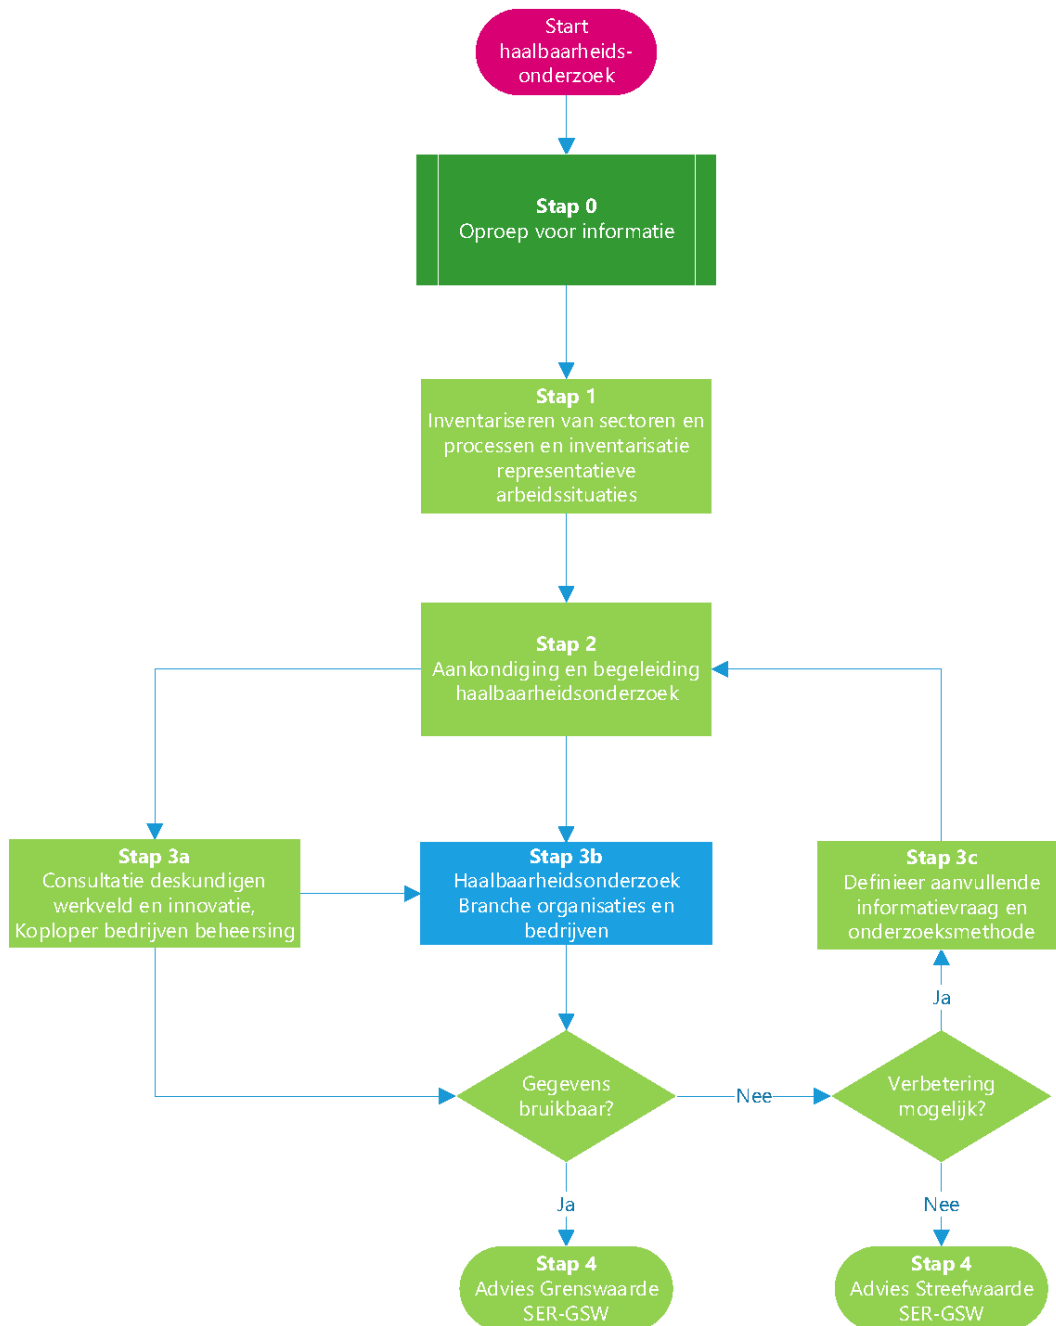 Start
haalbaarheids-
onderzoek
Stap 0
Oproep voor informatie
Stap 1
Inventariseren van sectoren en
processen en inventarisatie
representatieve
arbeidssituaties
Stap 2
Aankondiging en begeleiding
haalbaarheidsonderzoek
Stap 3a
Consultatie deskundigen
werkveld en innovatie,
Koploper bedrijven beheersing
Stap 3b
Haalbaarheidsonderzoek
Branche organisaties en
bedrijven
Stap 3c
Definieer aanvullende
informatievraag en
onderzoeksmethode
Ja
Gegevens
bruikbaar?
Nee
Verbetering
mogelijk?
Ja
Nee
Stap 4
Advies Grenswaarde
SER-GSW
Stap 4
Advies Streefwaarde
SER-GSW